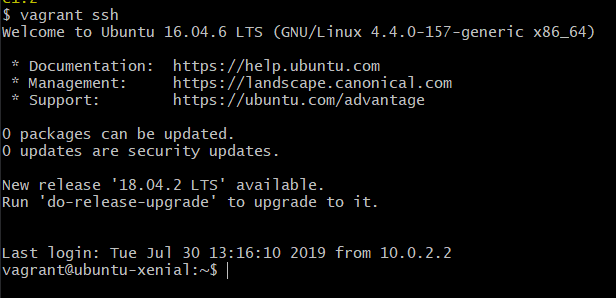 $ vagrant ssh
Welcome to Ubuntu 16.04.6 LTS (GNU/Linux 4.4.0-157-generic x86_64)
* Documentation:  https://help.ubuntu.com
* Management:     https://landscape.canonical.com
* Support:        https://ubuntu.com/advantage
0 packages can be updated.
0 updates are security updates.
New release '18.04.2 LTS' available.
Run 'do-release-upgrade' to upgrade to it.
Last login: Tue Jul 30 13:16:10 2019 from 10.0.2.2
vagrant@ubuntu-xenial:~$